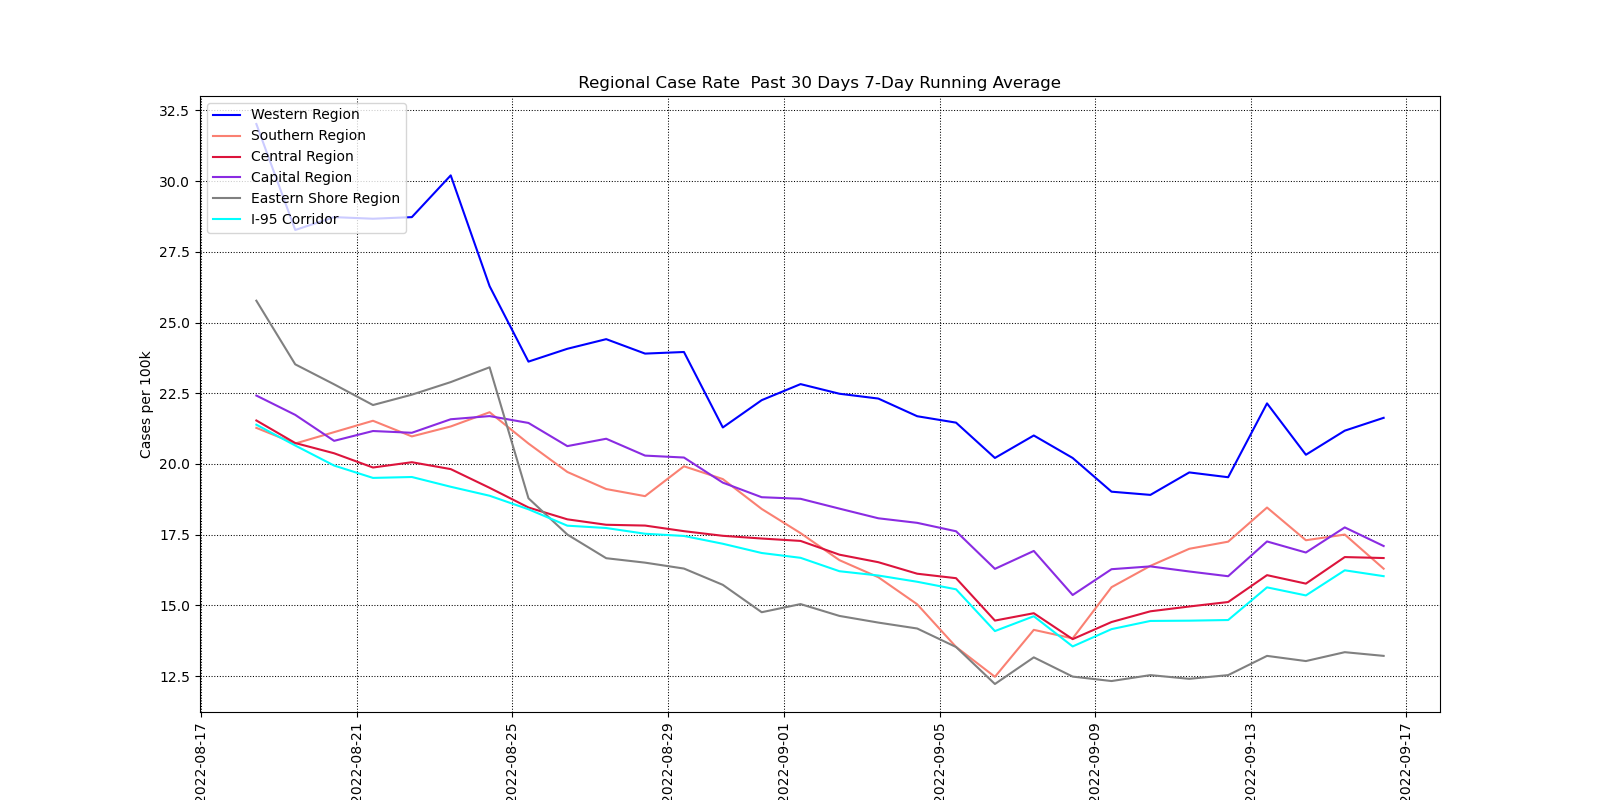 Regional Case Rate  Past 30 Days 7-Day Running Average
Western Region
Southern Region
Central Region
Capital Region
Eastern Shore Region
I-95 Corridor
Cases per 100k
32.5
30.0
27.5
25.0
22.5
20.0
17.5
15.0
12.5
2022-08-17
2022-08-21
2022-08-25
2022-08-29
2022-09-01
2022-09-05
2022-09-09
2022-09-13
2022-09-17